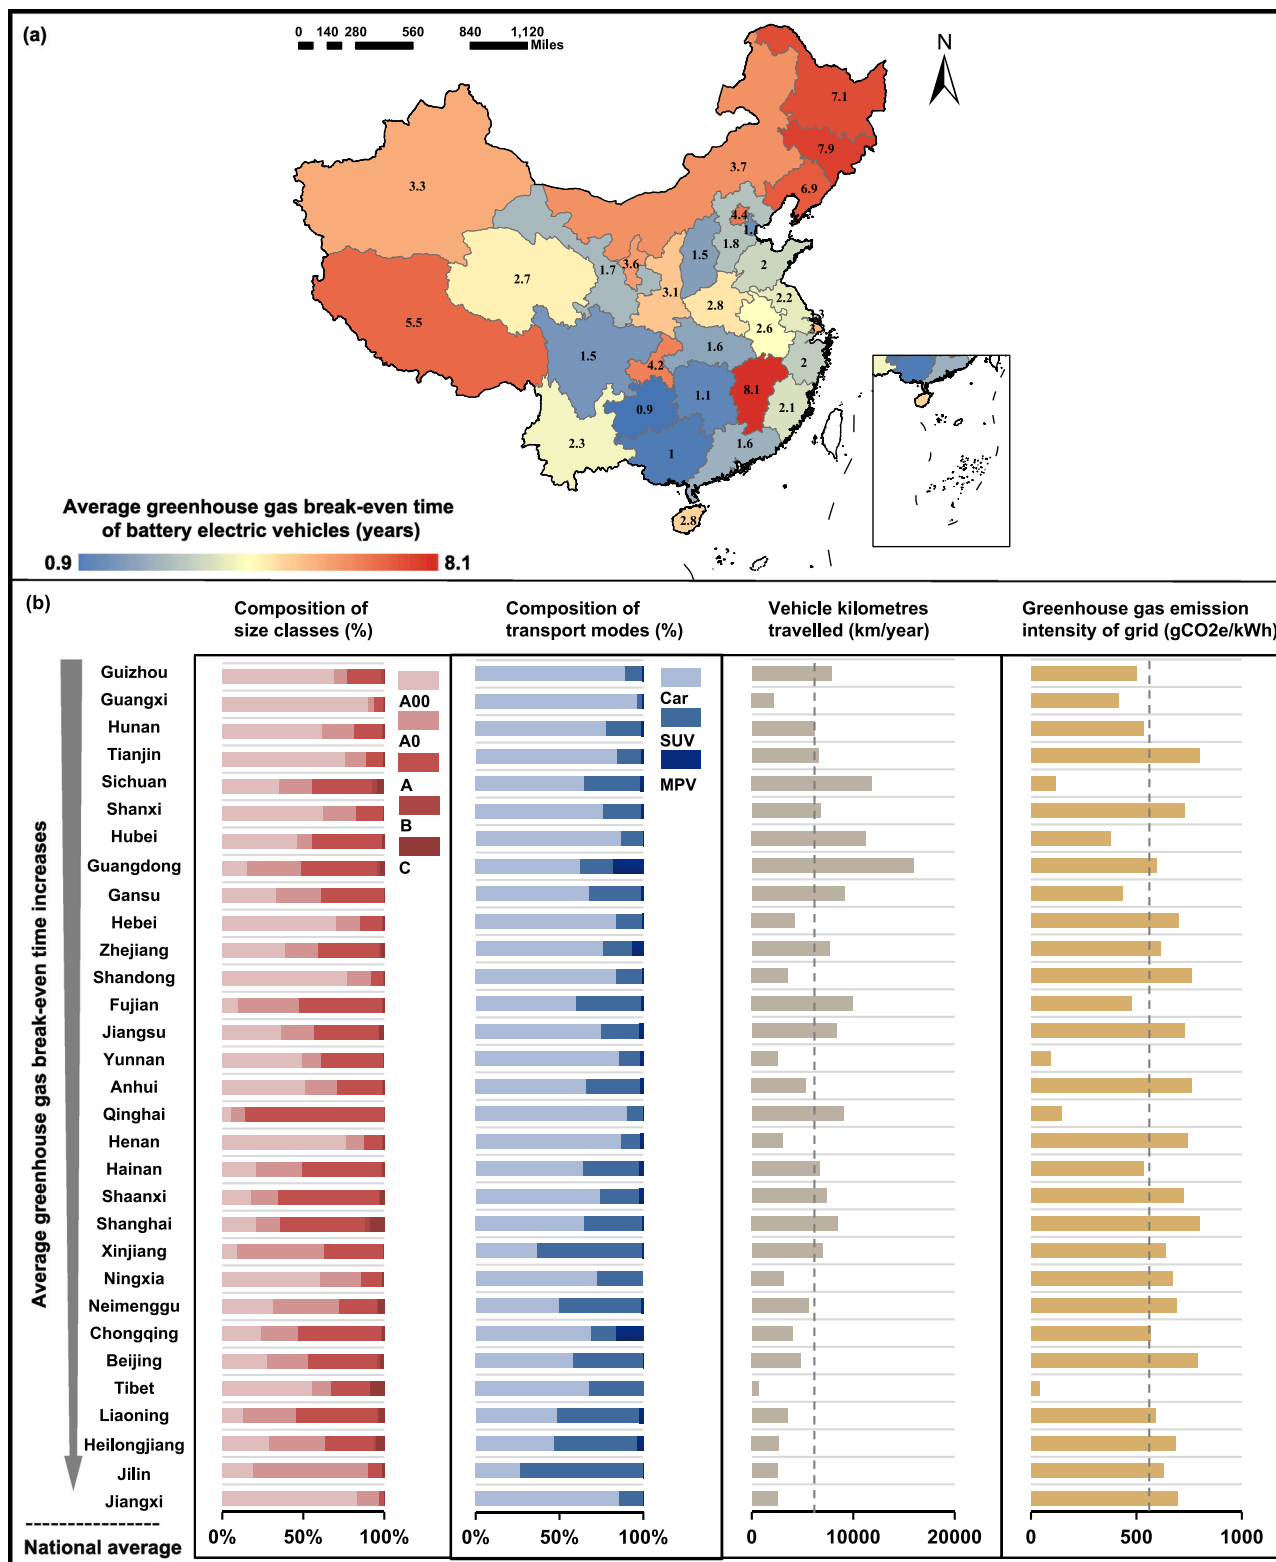 (a)
0 140 280 560 840 1,120
Miles
N
7.1
7.9
6.9
3.7
3.3
4.4
1.8
1.5
2
3.6
1.7
2.7
3.1
2.8
2.2
2.6
3
3
5.5
1.5
1.6
4.2
2
8.1
1.1
0.9
2.1
2.3
1
1.6
2.8
Average greenhouse gas break-even time
of battery electric vehicles (years)
0.9 8.1
(b)
Composition of
size classes (%)
Composition of
transport modes (%)
Vehicle kilometres
travelled (km/year)
Greenhouse gas emission
intensity of grid (gCO2e/kWh)
Average greenhouse gas break-even time increases
Guizhou
Guangxi
Hunan
Tianjin
Sichuan
Shanxi
Hubei
Guangdong
Gansu
Hebei
Zhejiang
Shandong
Fujian
Jiangsu
Yunnan
Anhui
Qinghai
Henan
Hainan
Shaanxi
Shanghai
Xinjiang
Ningxia
Neimenggu
Chongqing
Beijing
Tibet
Liaoning
Heilongjiang
Jilin
Jiangxi
National average
A00
A0
A
B
C
Car
SUV
MPV
0% 50% 100%
0% 50% 100%
0 10000 20000
0 500 1000